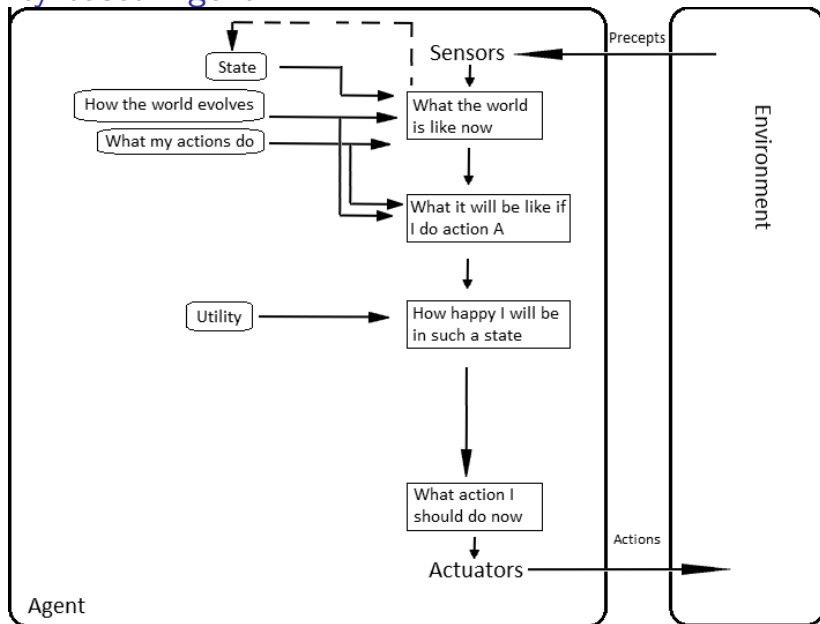 Precepts
Sensors
State
How the world evolves
What my actions do
What the world
is like now
Environment
What it will be like if
I do action A
Utility
How happy I will be
in such a state
What action I
should do now
Actions
Actuators
Agent